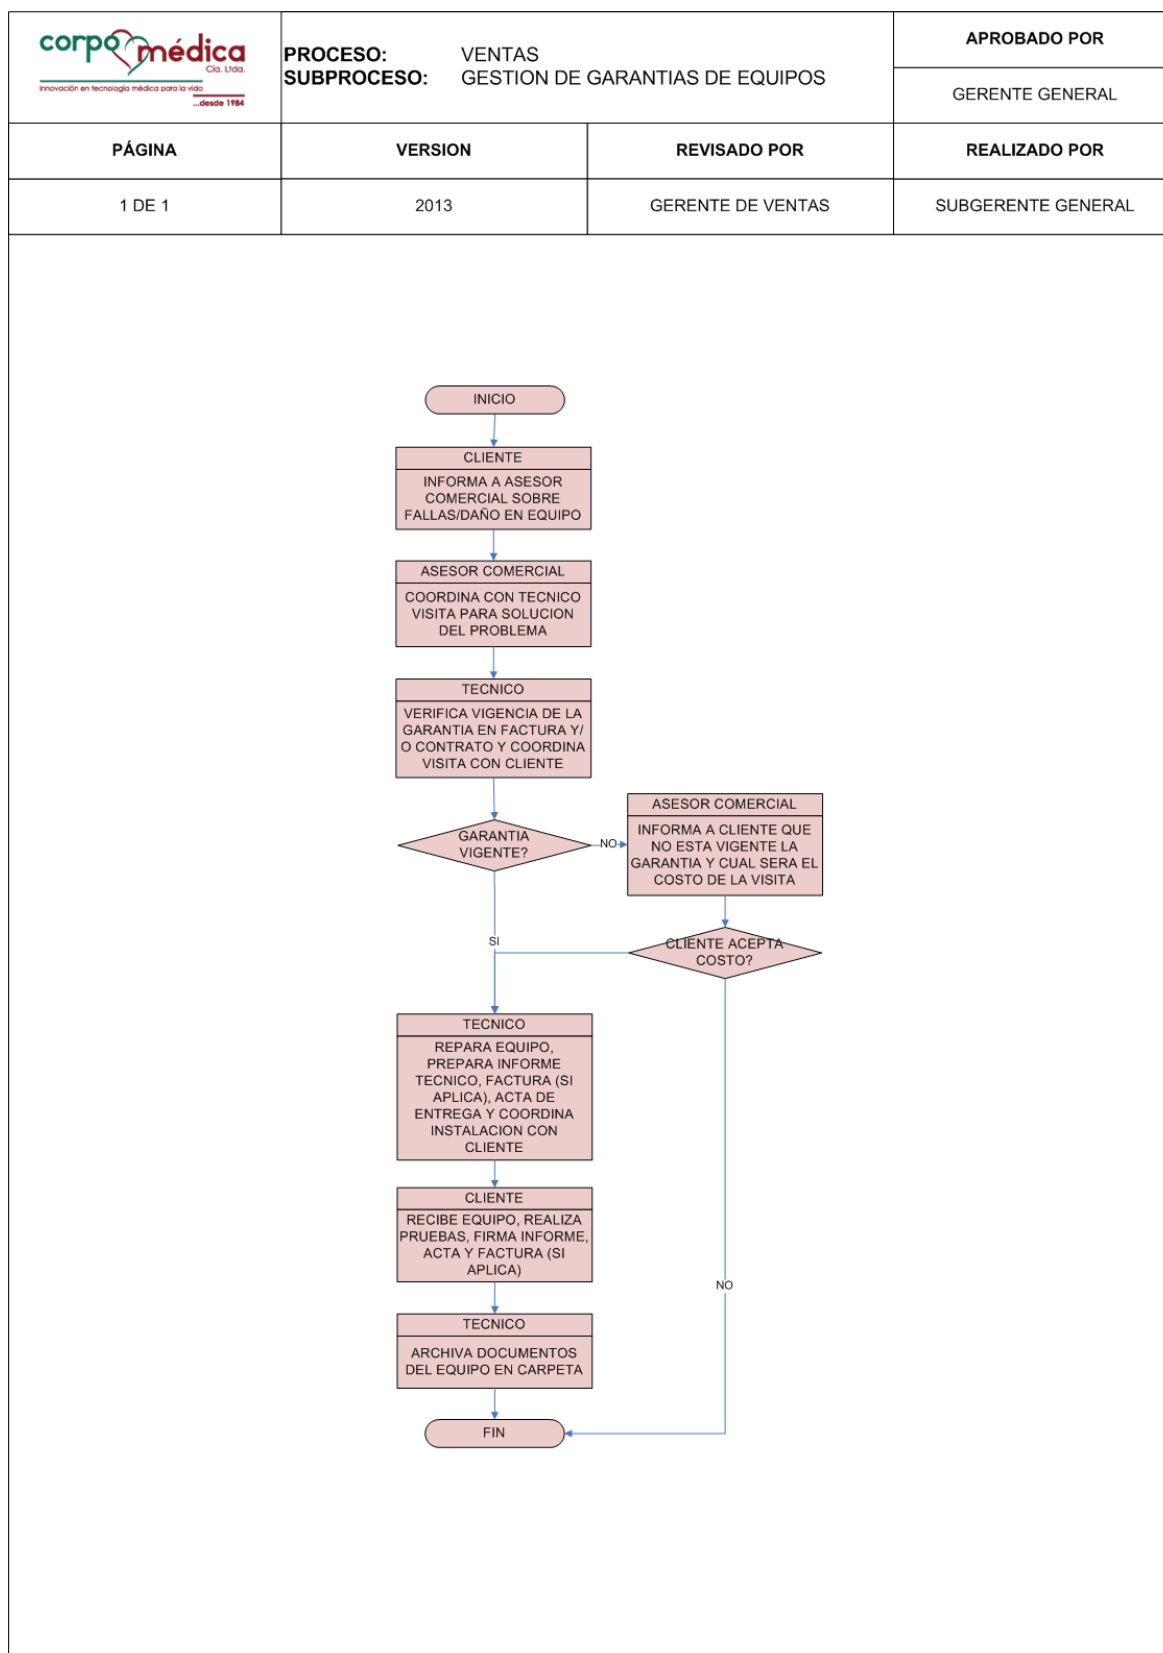 corpomédica
Cía. Ltda.
Innovación en tecnología médica para la vida
...desde 1984
PROCESO: VENTAS
SUBPROCESO: GESTION DE GARANTIAS DE EQUIPOS
APROBADO POR
GERENTE GENERAL
PÁGINA
VERSION
REVISADO POR
REALIZADO POR
1 DE 1
2013
GERENTE DE VENTAS
SUBGERENTE GENERAL
INICIO
CLIENTE
INFORMA A ASESOR
COMERCIAL SOBRE
FALLAS/DAÑO EN EQUIPO
ASESOR COMERCIAL
COORDINA CON TECNICO
VISITA PARA SOLUCION
DEL PROBLEMA
TECNICO
VERIFICA VIGENCIA DE LA
GARANTIA EN FACTURA Y/
O CONTRATO Y COORDINA
VISITA CON CLIENTE
GARANTIA
VIGENTE?
NO
ASESOR COMERCIAL
INFORMA A CLIENTE QUE
NO ESTA VIGENTE LA
GARANTIA Y CUAL SERA EL
COSTO DE LA VISITA
SI
CLIENTE ACEPTA
COSTO?
TECNICO
REPARA EQUIPO,
PREPARA INFORME
TECNICO, FACTURA (SI
APLICA), ACTA DE
ENTREGA Y COORDINA
INSTALACION CON
CLIENTE
CLIENTE
RECIBE EQUIPO, REALIZA
PRUEBAS, FIRMA INFORME,
ACTA Y FACTURA (SI
APLICA)
NO
TECNICO
ARCHIVA DOCUMENTOS
DEL EQUIPO EN CARPETA
FIN